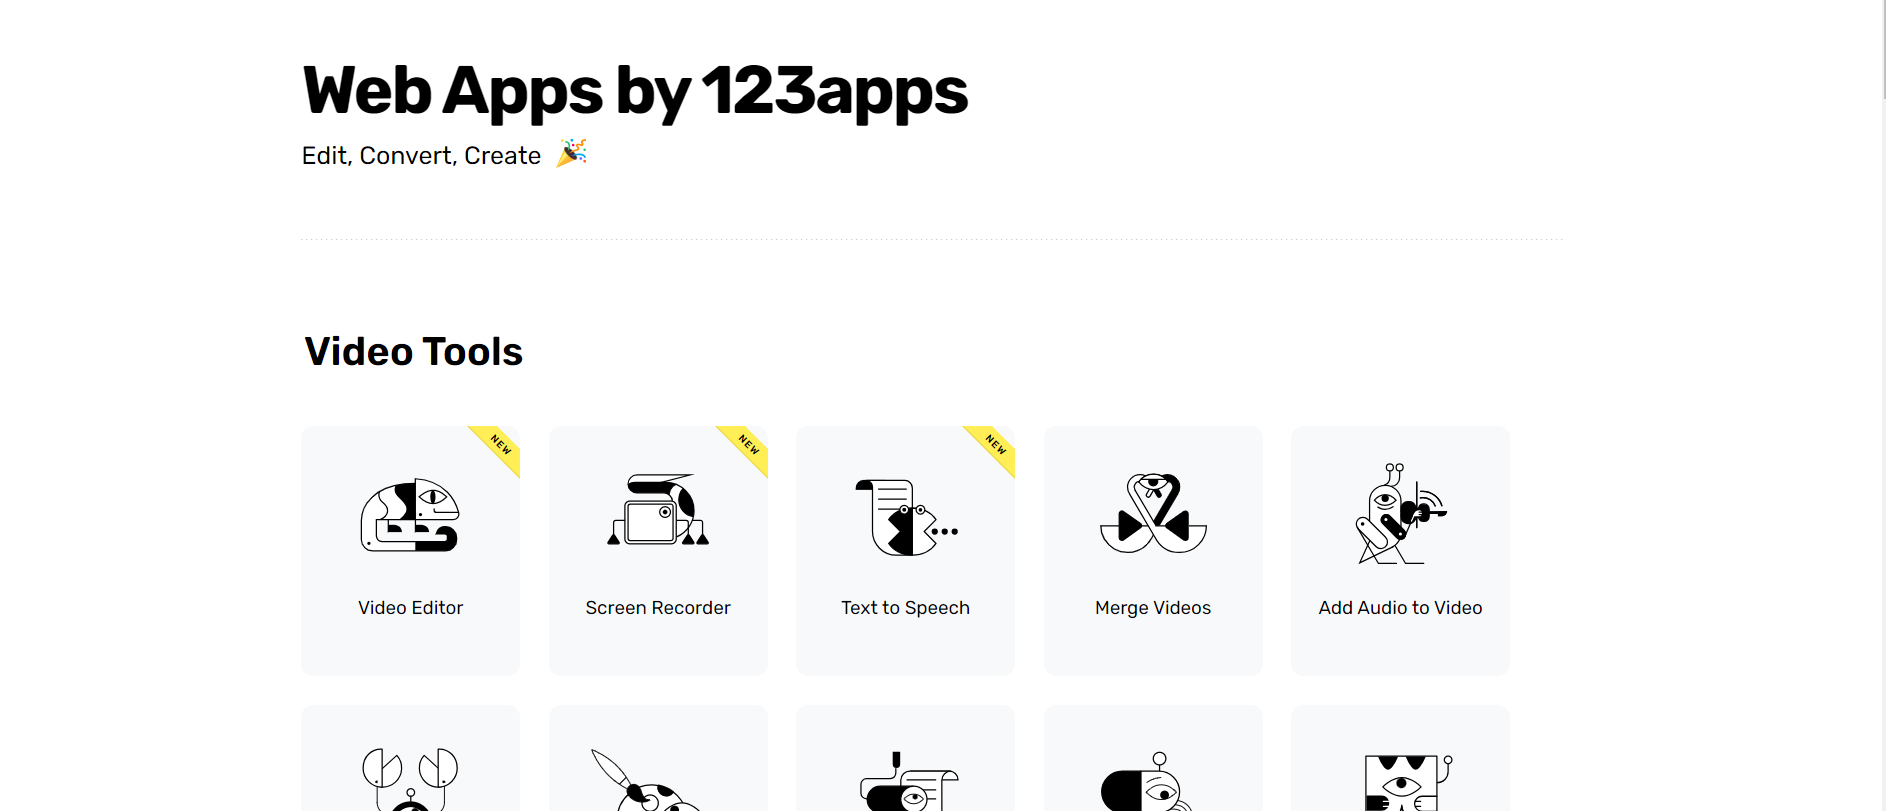 Web Apps by 123apps
Edit, Convert, Create 🎉
Video Tools
NEW
NEW
NEW
Video Editor
Screen Recorder
Text to Speech
Merge Videos
Add Audio to Video